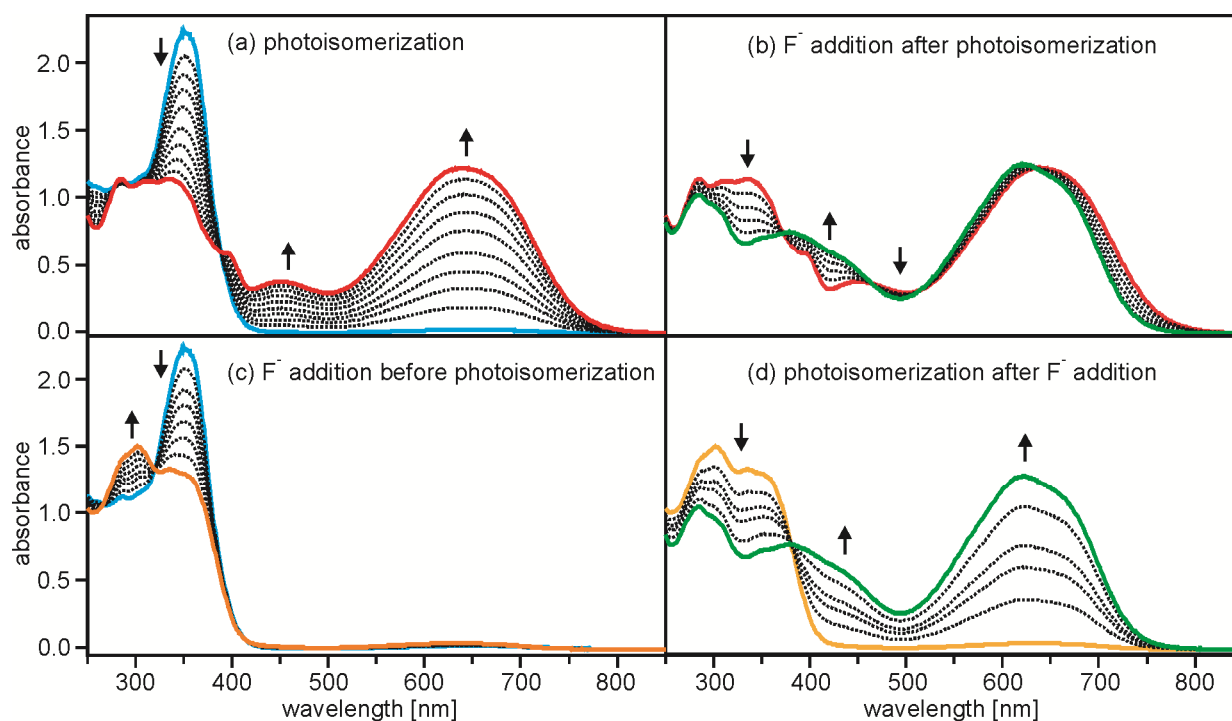 (a) photoisomerization
(b) F⁻ addition after photoisomerization
absorbance
2.0
1.5
1.0
0.5
0.0
(c) F⁻ addition before photoisomerization
(d) photoisomerization after F⁻ addition
absorbance
2.0
1.5
1.0
0.5
0.0
300 400 500 600 700 800
300 400 500 600 700 800
wavelength [nm]
wavelength [nm]